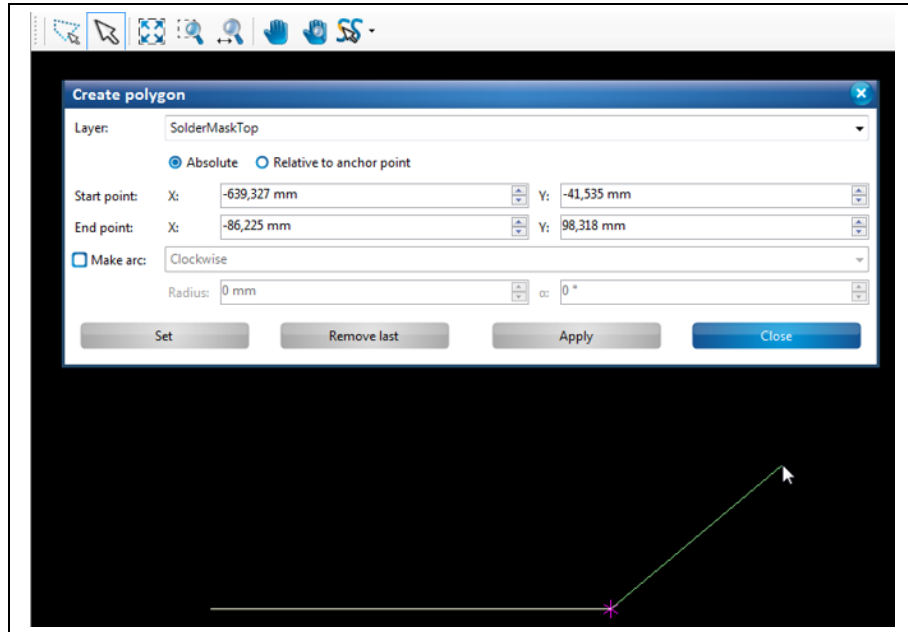 Create polygon
Layer: SolderMaskTop
Absolute Relative to anchor point
Start point: X: -639,327 mm Y: -41,535 mm
End point: X: -86,225 mm Y: 98,318 mm
Make arc: Clockwise
Radius: 0 mm α: 0 °
Set Remove last Apply Close